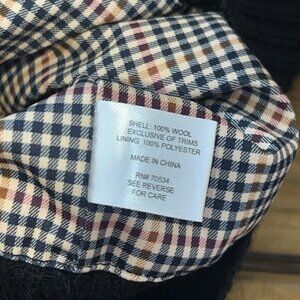 SHELL: 100% WOOL
EXCLUSIVE OF TRIMS
LINING: 100% POLYESTER
MADE IN CHINA
RN# 70534
SEE REVERSE
FOR CARE